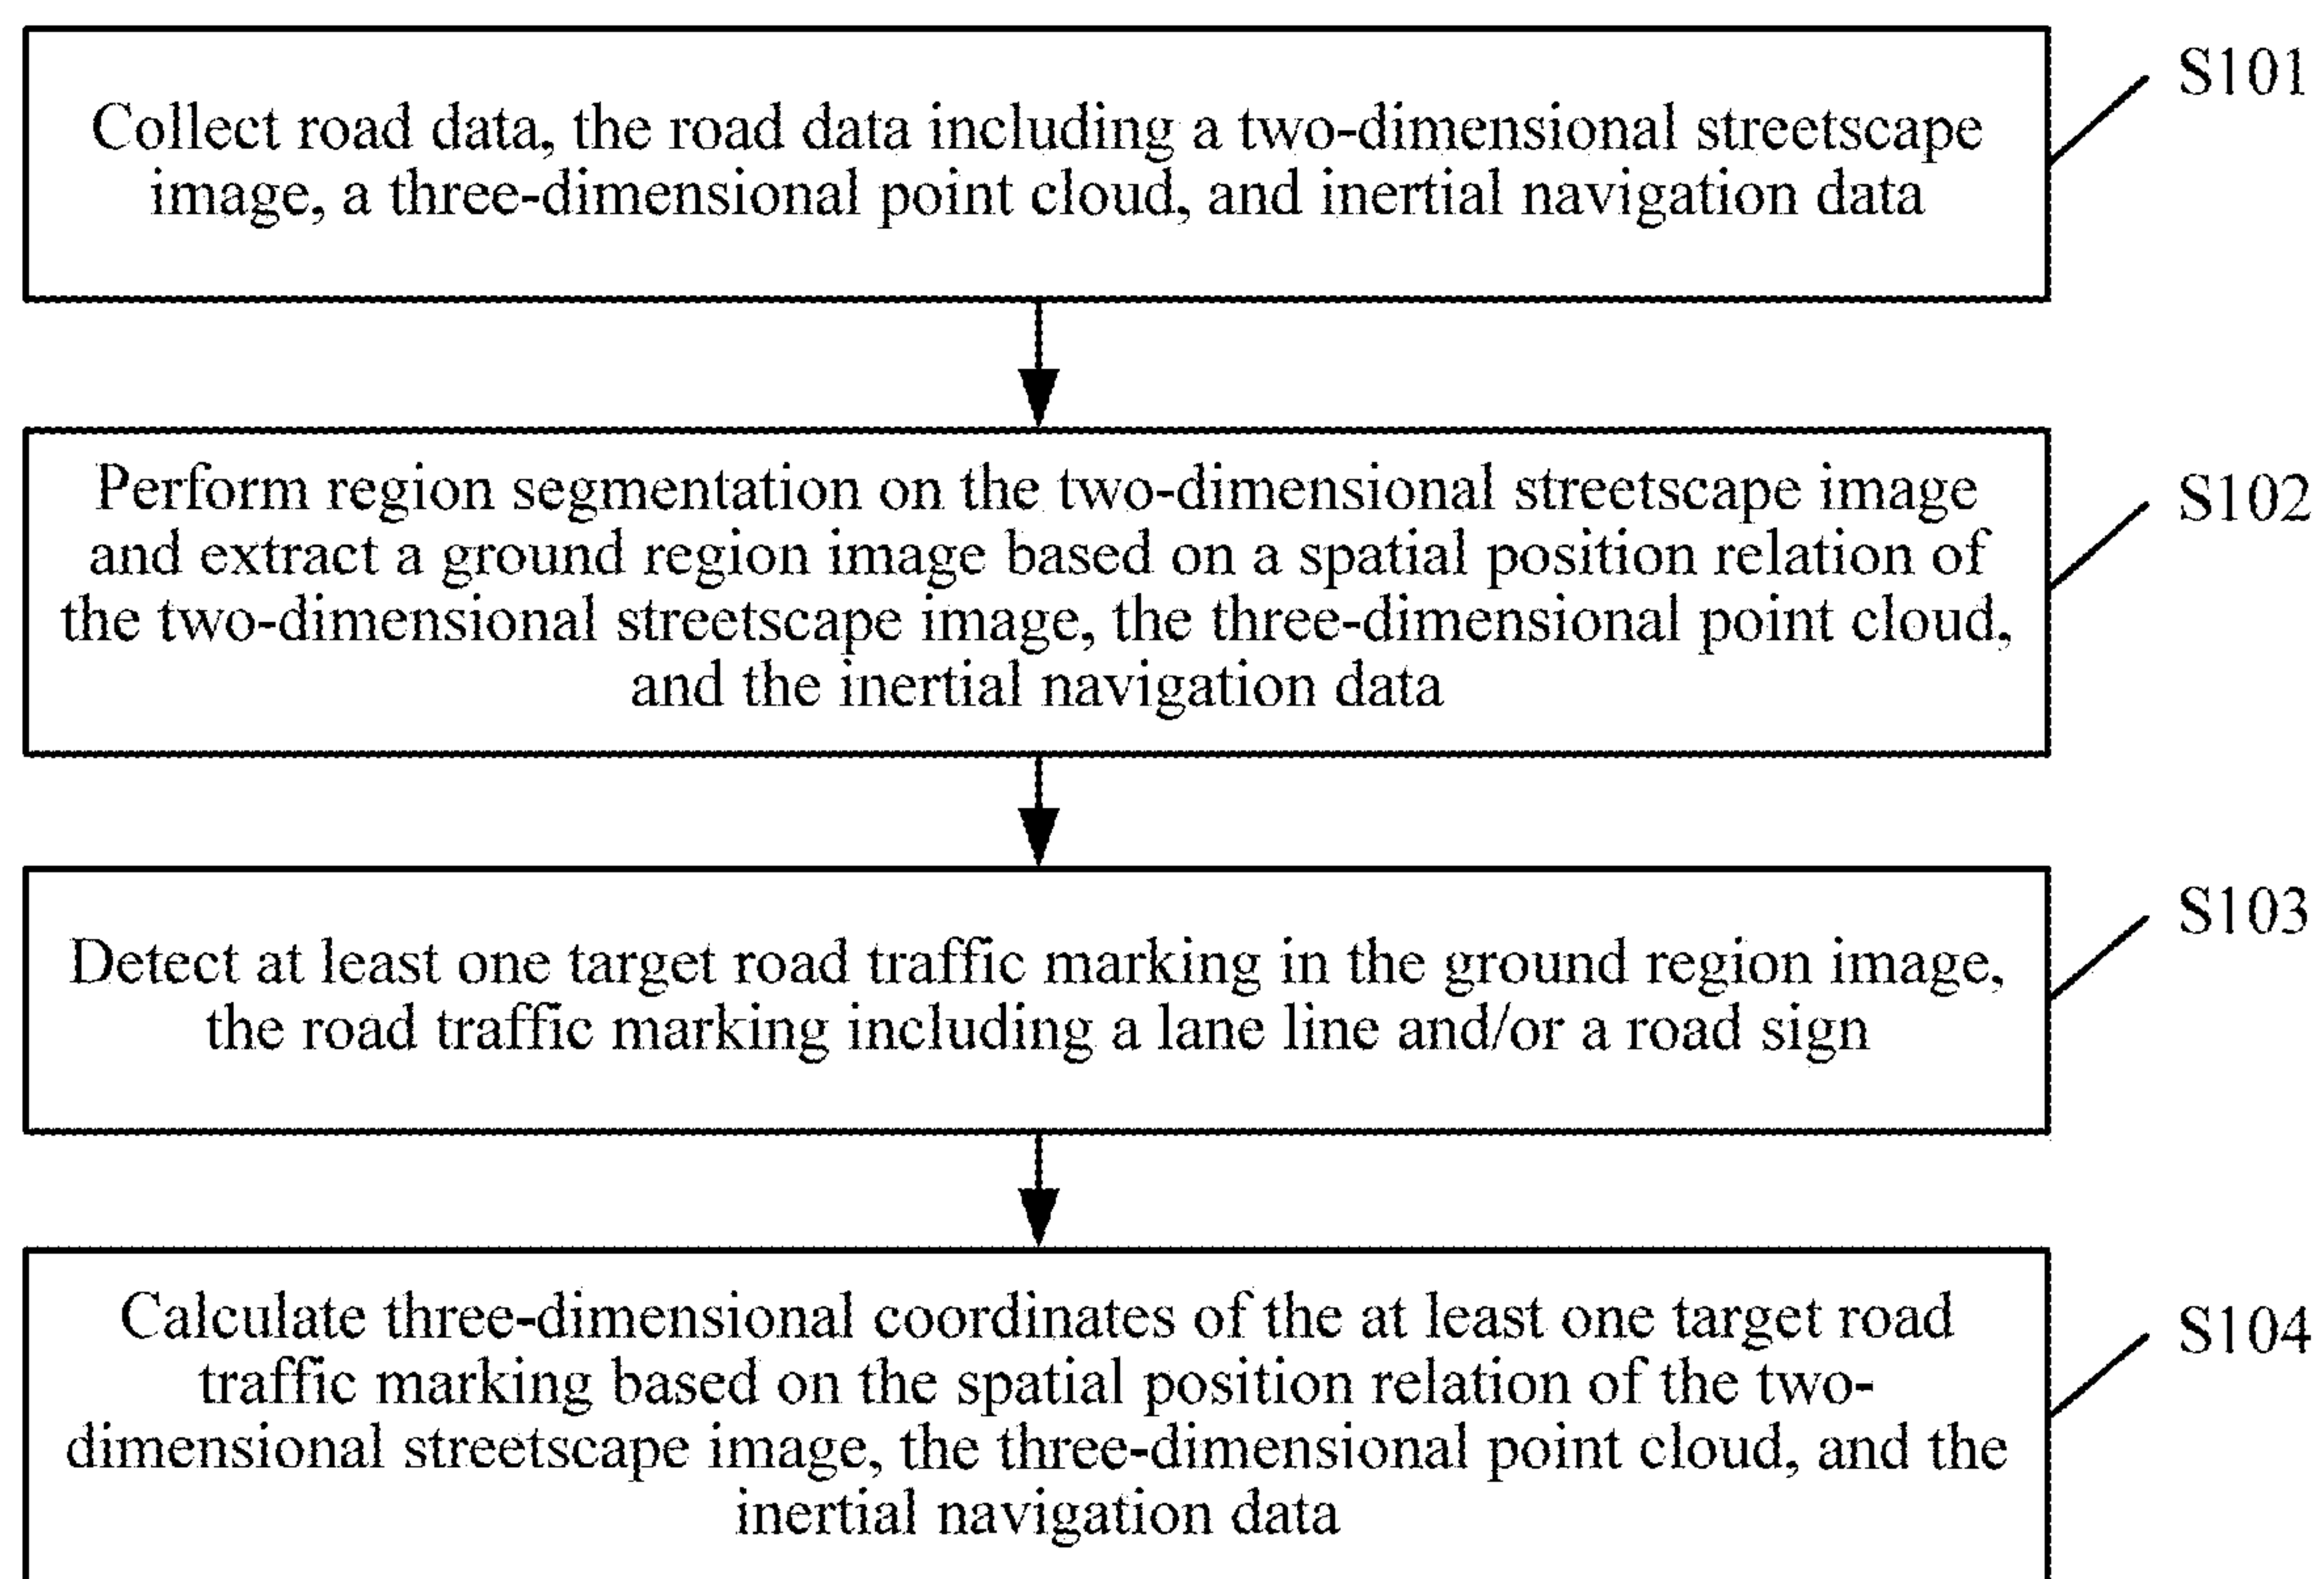 Collect road data, the road data including a two-dimensional streetscape
image, a three-dimensional point cloud, and inertial navigation data
S101
Perform region segmentation on the two-dimensional streetscape image
and extract a ground region image based on a spatial position relation of
the two-dimensional streetscape image, the three-dimensional point cloud,
and the inertial navigation data
S102
Detect at least one target road traffic marking in the ground region image,
the road traffic marking including a lane line and/or a road sign
S103
Calculate three-dimensional coordinates of the at least one target road
traffic marking based on the spatial position relation of the two-
dimensional streetscape image, the three-dimensional point cloud, and the
inertial navigation data
S104